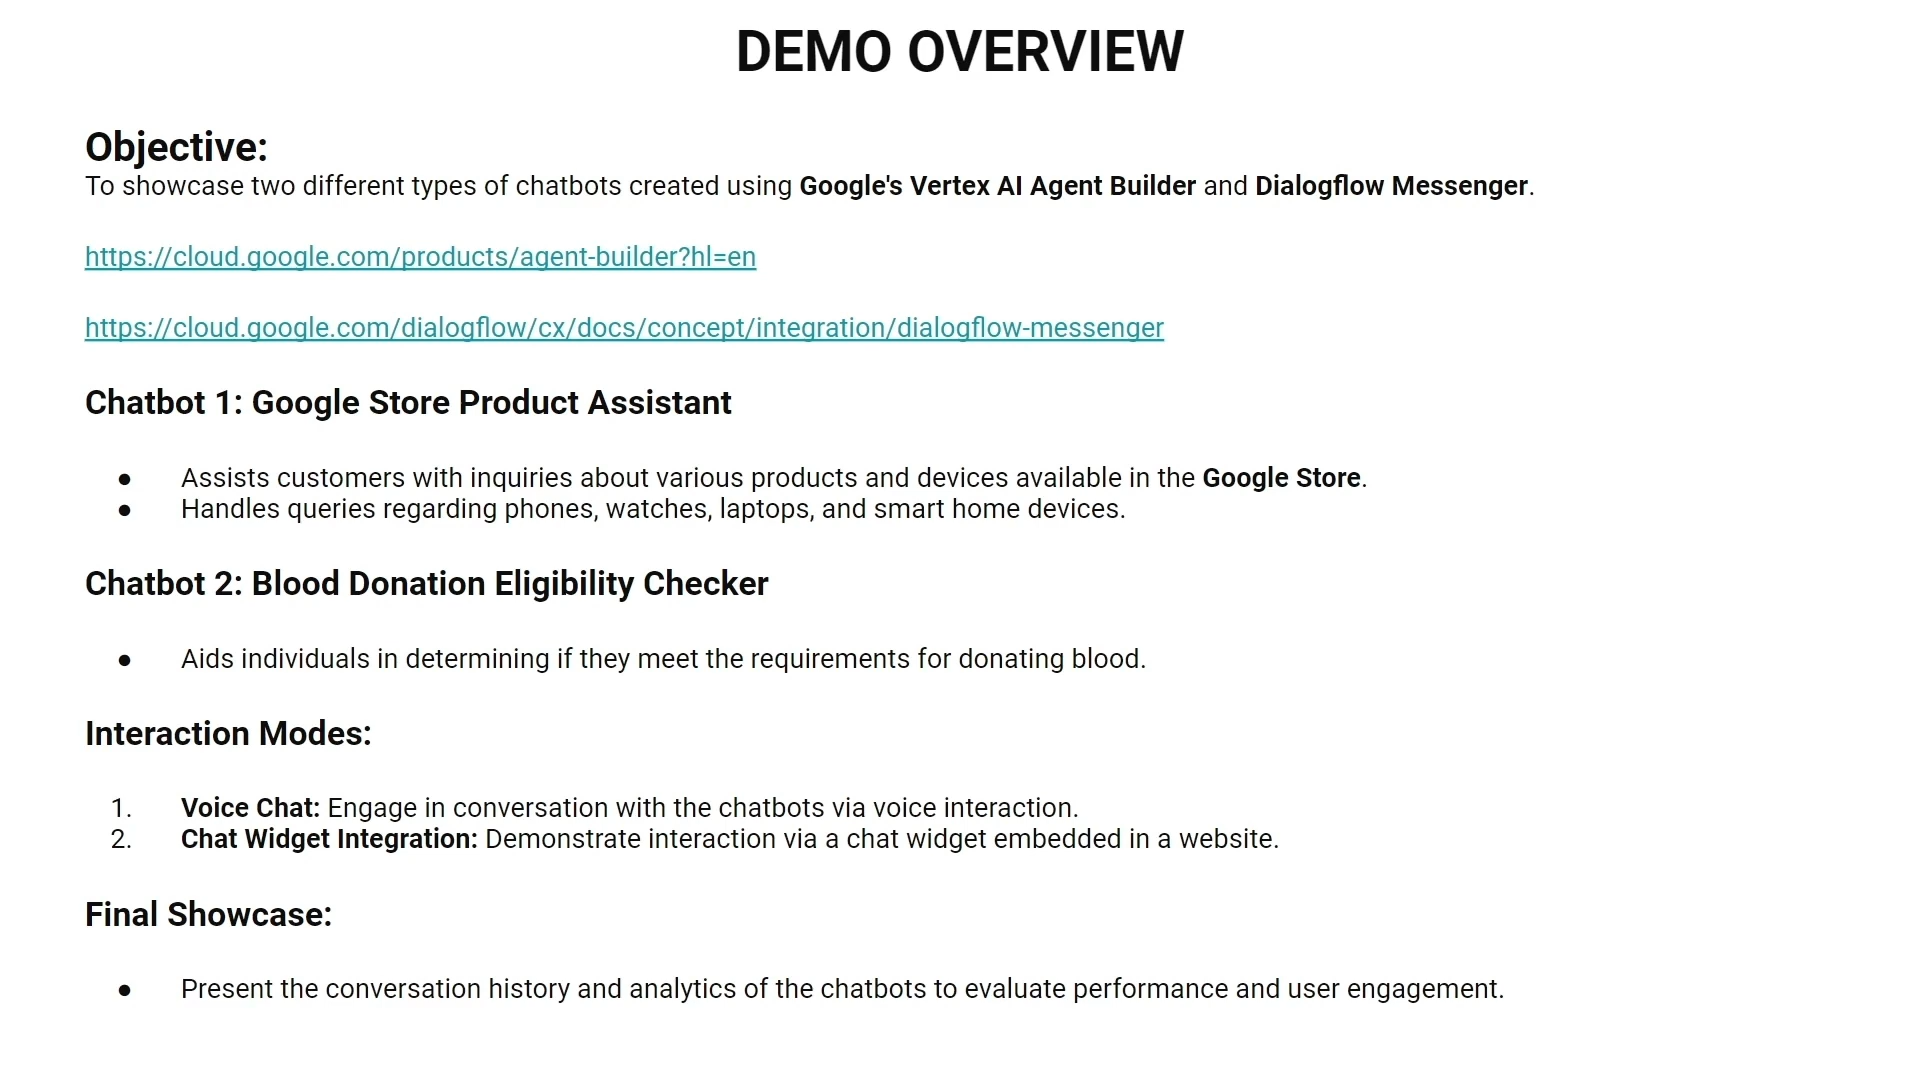 DEMO OVERVIEW
Objective:
To showcase two different types of chatbots created using Google's Vertex AI Agent Builder and Dialogflow Messenger.
https://cloud.google.com/products/agent-builder?hl=en
https://cloud.google.com/dialogflow/cx/docs/concept/integration/dialogflow-messenger
Chatbot 1: Google Store Product Assistant
● Assists customers with inquiries about various products and devices available in the Google Store.
● Handles queries regarding phones, watches, laptops, and smart home devices.
Chatbot 2: Blood Donation Eligibility Checker
● Aids individuals in determining if they meet the requirements for donating blood.
Interaction Modes:
1. Voice Chat: Engage in conversation with the chatbots via voice interaction.
2. Chat Widget Integration: Demonstrate interaction via a chat widget embedded in a website.
Final Showcase:
● Present the conversation history and analytics of the chatbots to evaluate performance and user engagement.